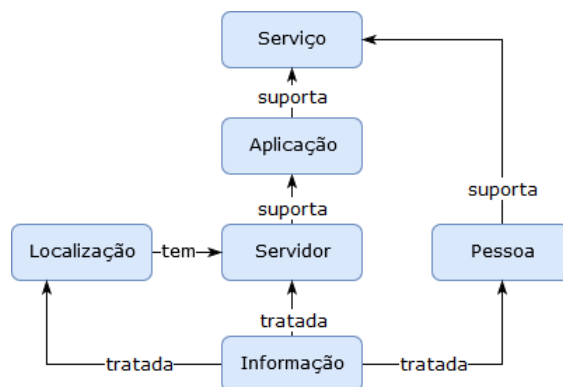 Serviço
suporta
Aplicação
suporta
suporta
Localização
tem
Servidor
Pessoa
tratada
tratada
Informação
tratada